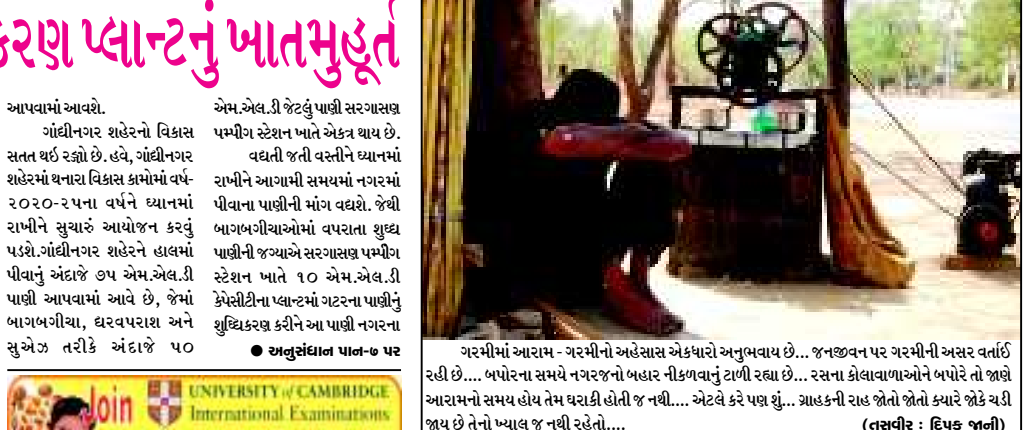 કરણ પ્લાન્ટનું ખાતમુહૂર્ત
આપવામાં આવશે.
ગાંધીનગર શહેરનો વિકાસ
સતત થઇ રહ્યો છે. હવે, ગાંધીનગર
શહેરમાં થનારા વિકાસ કામોમાં વર્ષ-
૨૦૨૦-૨૫ના વર્ષને ધ્યાનમાં
રાખીને સુચારું આયોજન કરવું
પડશે.ગાંધીનગર શહેરને હાલમાં
પીવાનું અંદાજે ૭૫ એમ.એલ.ડી
પાણી આપવામાં આવે છે, જેમાં
બાગબગીચા, ઘરવપરાશ અને
સુએઝ તરીકે અંદાજે ૫૦
એમ.એલ.ડી જેટલું પાણી સરગાસણ
પમ્પીગ સ્ટેશન ખાતે એકત્ર થાય છે.
વધતી જતી વસ્તીને ધ્યાનમાં
રાખીને આગામી સમયમાં નગરમાં
પીવાના પાણીની માંગ વધશે. જેથી
બાગબગીચાઓમાં વપરાતા શુધ્ધ
પાણીની જગ્યાએ સરગાસણ પમ્પીગ
સ્ટેશન ખાતે ૧૦ એમ.એલ.ડી
કેપેસીટીના પ્લાન્ટમાં ગટરના પાણીનું
શુધ્ધિકરણ કરીને આ પાણી નગરના
● અનુસંધાન પાન-૭ પર
ગરમીમાં આરામ - ગરમીનો અહેસાસ એકધારો અનુભવાય છે... જનજીવન પર ગરમીની અસર વર્તાઈ
રહી છે.... બપોરના સમયે નગરજનો બહાર નીકળવાનું ટાળી રહ્યા છે... રસના કોલાવાળાઓને બપોરે તો જાણે
આરામનો સમય હોય તેમ ઘરાકી હોતી જ નથી.... એટલે કરે પણ શું... ગ્રાહકની રાહ જોતો જોતો ક્યારે જોકે ચડી
જાય છે તેનો ખ્યાલ જ નથી રહેતો.... (તસવીર : દિપક જાની)
Join UNIVERSITY of CAMBRIDGE
International Examinations